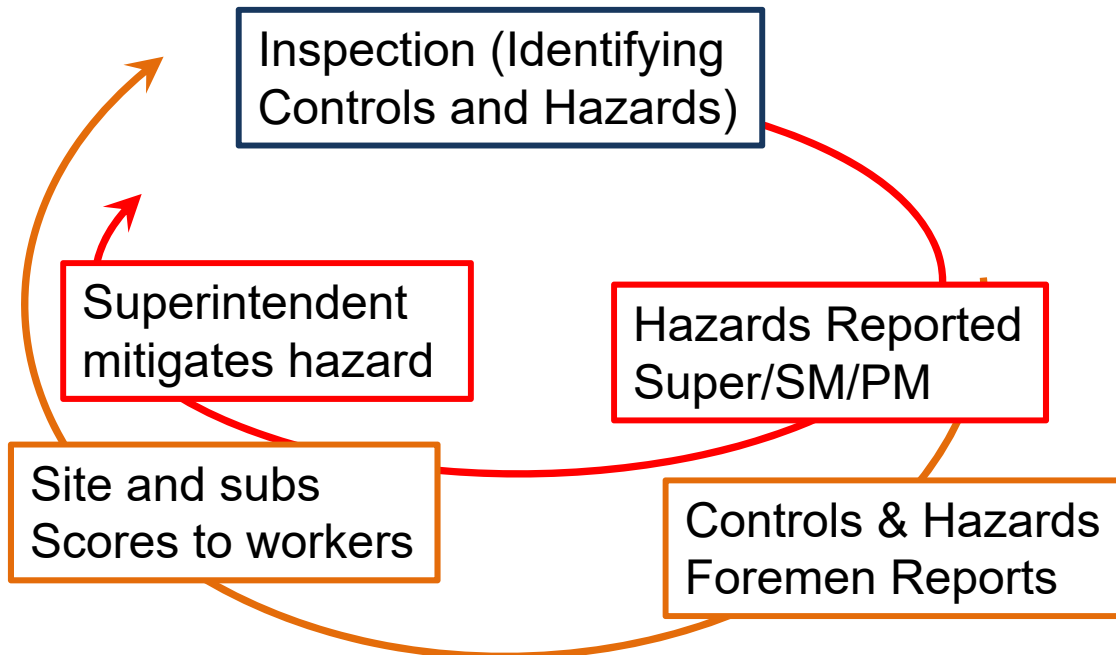 Inspection (Identifying
Controls and Hazards)
Superintendent
mitigates hazard
Hazards Reported
Super/SM/PM
Site and subs
Scores to workers
Controls & Hazards
Foremen Reports